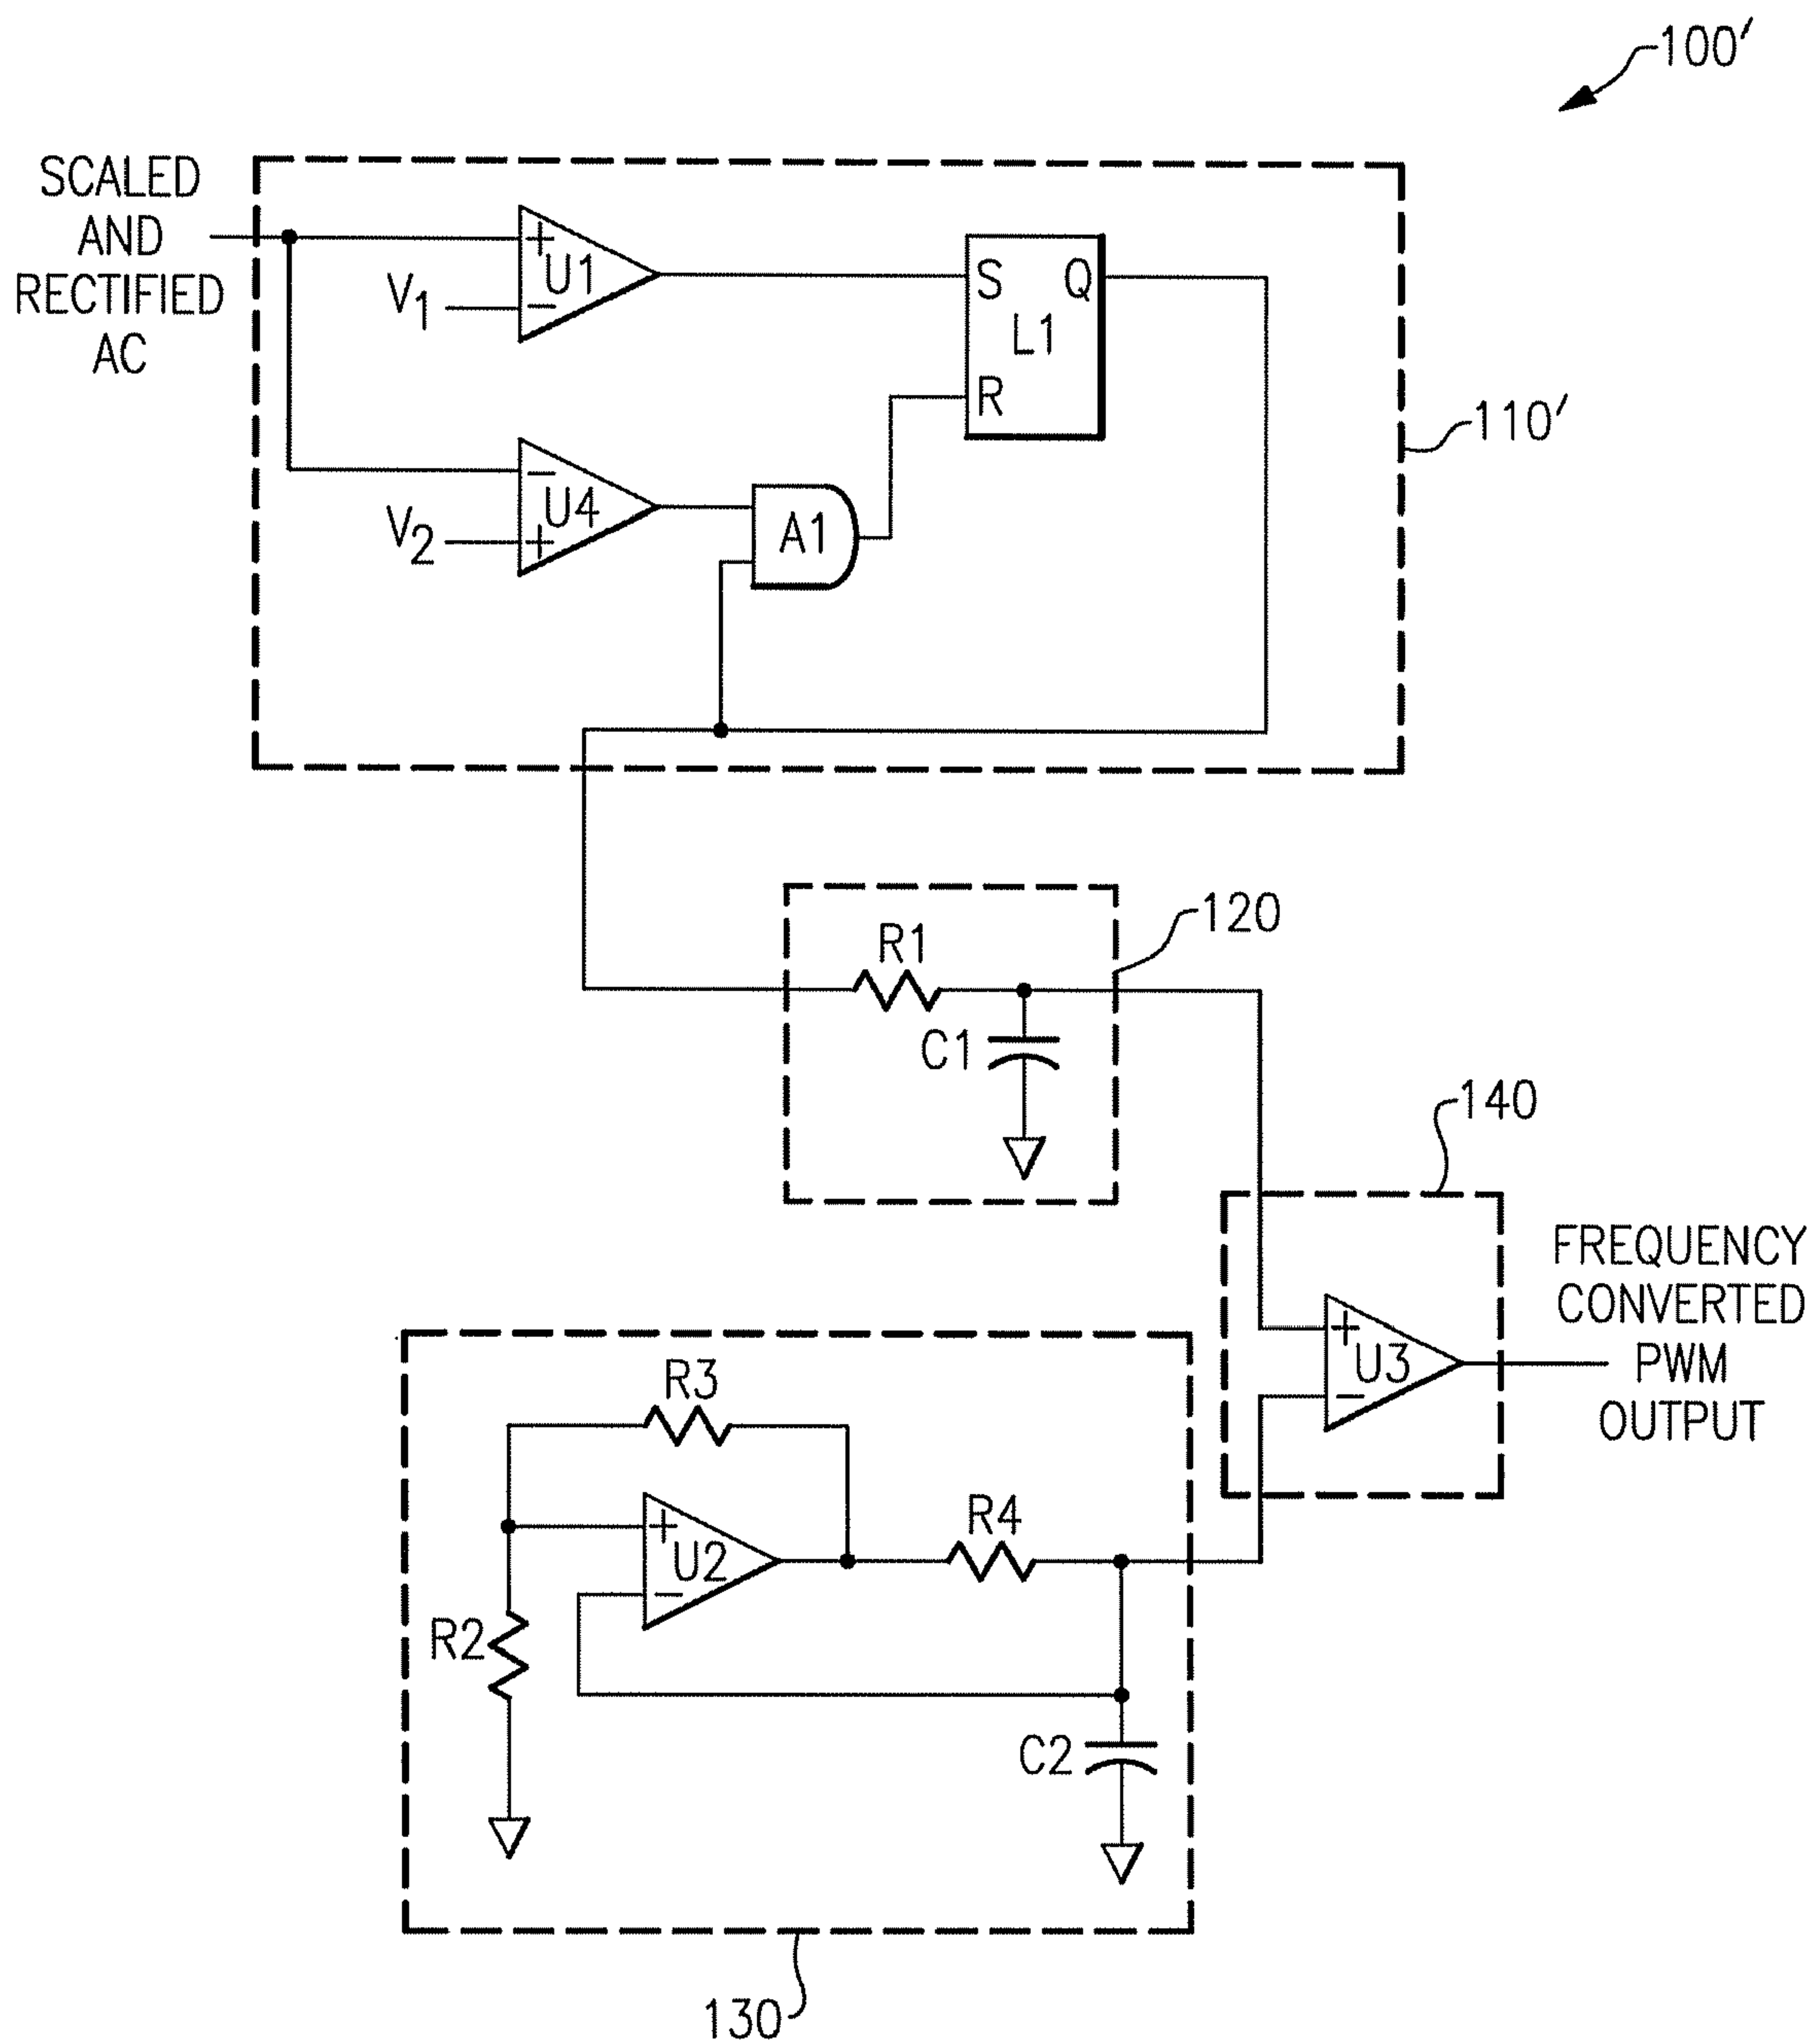 100′
SCALED
AND
RECTIFIED
AC
+
U1
−
V1
S Q
L1
R
110′
−
U4
+
V2
A1
120
R1
C1
140
+
U3
−
FREQUENCY
CONVERTED
PWM
OUTPUT
R3
+
U2
−
R4
R2
C2
130